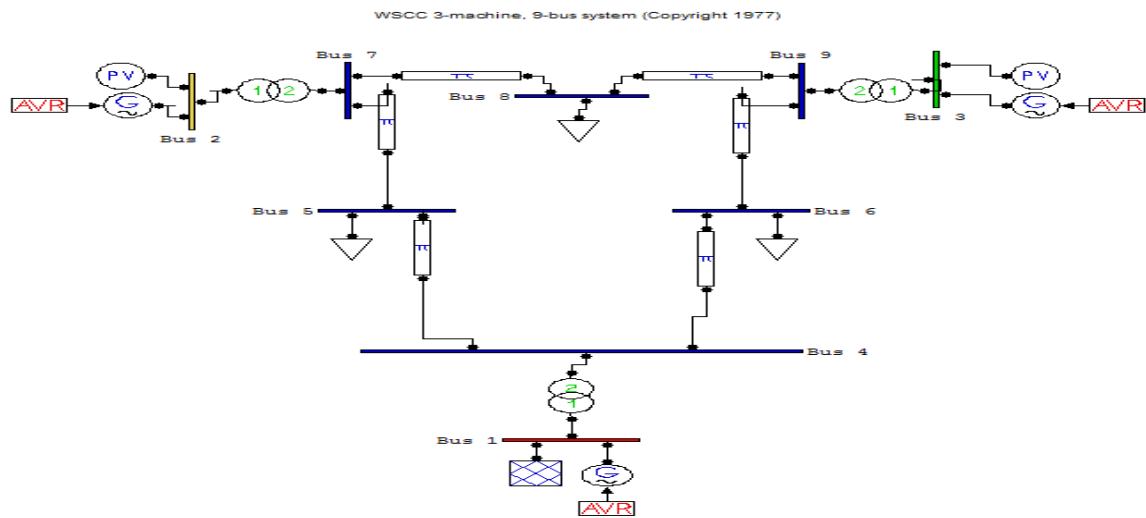 WSCC 3-machine, 9-bus system (Copyright 1977)
Bus 7
Bus 9
PV
1 2
π
π
2 1
PV
AVR
G
~
Bus 8
G
~
AVR
Bus 2
π
π
Bus 3
Bus 5
Bus 6
π
π
Bus 4
2
1
Bus 1
G
~
AVR